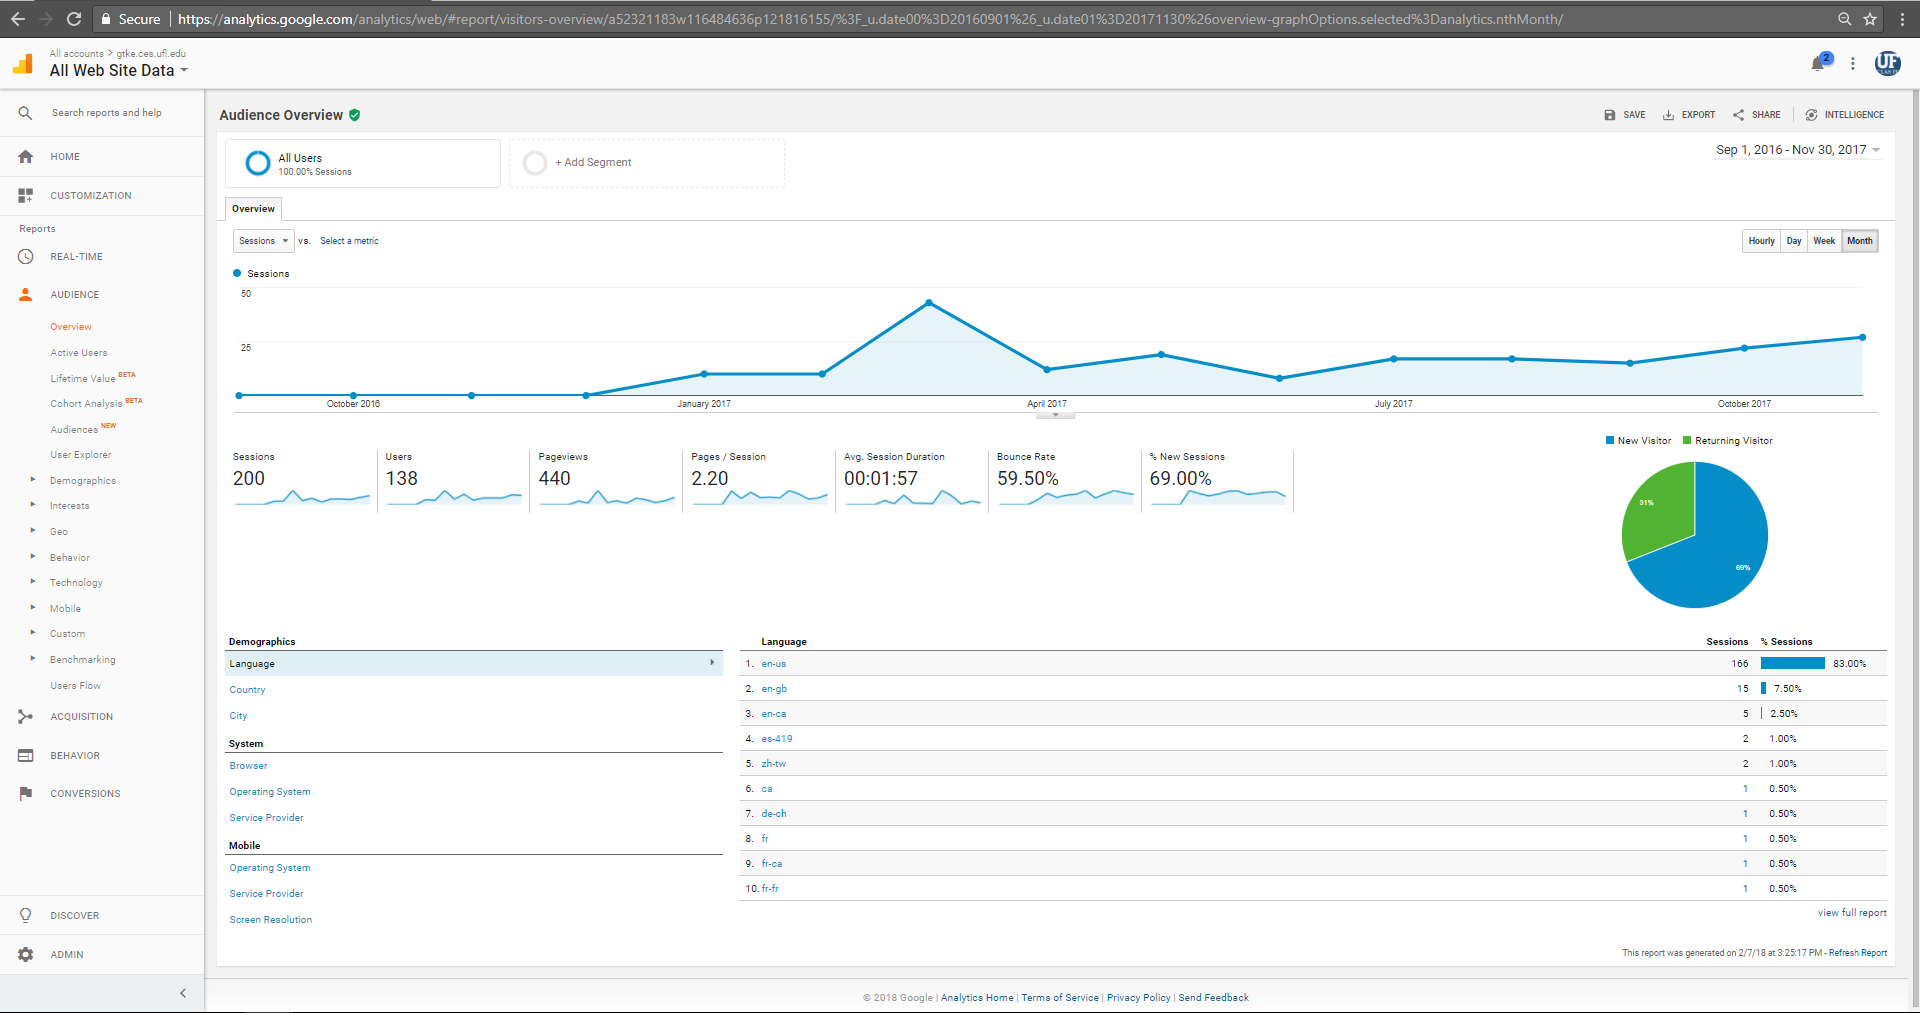 Secure https://analytics.google.com/analytics/web/#report/visitors-overview/a52321183w116484636p121816155/%3F_u.date00%3D20160901%26_u.date01%3D20171130%26overview-graphOptions.selected%3Danalytics.nthMonth/
All accounts > gtke.ces.ufl.edu
All Web Site Data
2
UF
Search reports and help
HOME
CUSTOMIZATION
Reports
REAL-TIME
AUDIENCE
Overview
Active Users
Lifetime Value BETA
Cohort Analysis BETA
Audiences NEW
User Explorer
Demographics
Interests
Geo
Behavior
Technology
Mobile
Custom
Benchmarking
Users Flow
ACQUISITION
BEHAVIOR
CONVERSIONS
DISCOVER
ADMIN
Audience Overview
SAVE EXPORT SHARE INTELLIGENCE
All Users
100.00% Sessions
+ Add Segment
Sep 1, 2016 - Nov 30, 2017
Overview
Sessions vs. Select a metric
Hourly Day Week Month
Sessions
50
25
October 2016 January 2017 April 2017 July 2017 October 2017
Sessions
200
Users
138
Pageviews
440
Pages / Session
2.20
Avg. Session Duration
00:01:57
Bounce Rate
59.50%
% New Sessions
69.00%
New Visitor Returning Visitor
31%
69%
Demographics
Language
Country
City
System
Browser
Operating System
Service Provider
Mobile
Operating System
Service Provider
Screen Resolution
Language Sessions % Sessions
1. en-us 166 83.00%
2. en-gb 15 7.50%
3. en-ca 5 2.50%
4. es-419 2 1.00%
5. zh-tw 2 1.00%
6. ca 1 0.50%
7. de-ch 1 0.50%
8. fr 1 0.50%
9. fr-ca 1 0.50%
10. fr-fr 1 0.50%
view full report
This report was generated on 2/7/18 at 3:25:17 PM - Refresh Report
© 2018 Google | Analytics Home | Terms of Service | Privacy Policy | Send Feedback